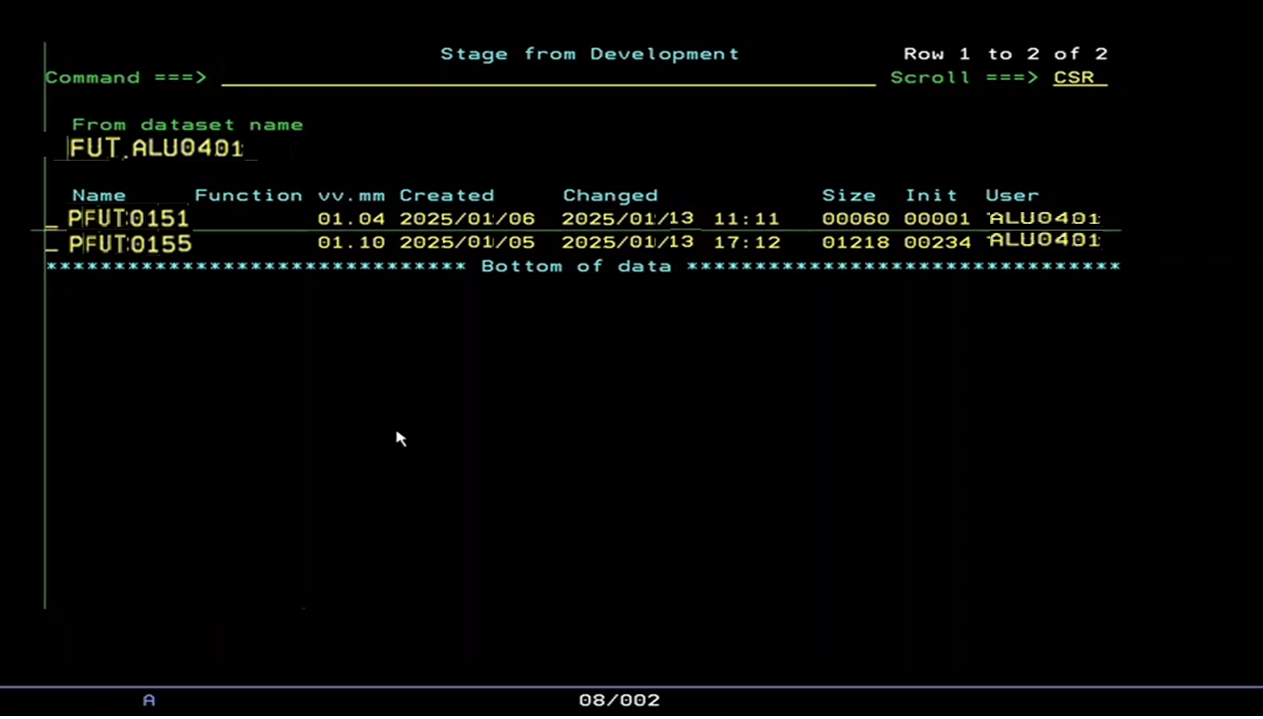 Stage from Development Row 1 to 2 of 2
Command ===> Scroll ===> CSR
From dataset name
FUT.ALU0401
Name Function vv.mm Created Changed Size Init User
_ PFUT0151 01.04 2025/01/06 2025/01/13 11:11 00060 00001 ALU0401
_ PFUT0155 01.10 2025/01/05 2025/01/13 17:12 01218 00234 ALU0401
******************************* Bottom of data ********************************
A 08/002